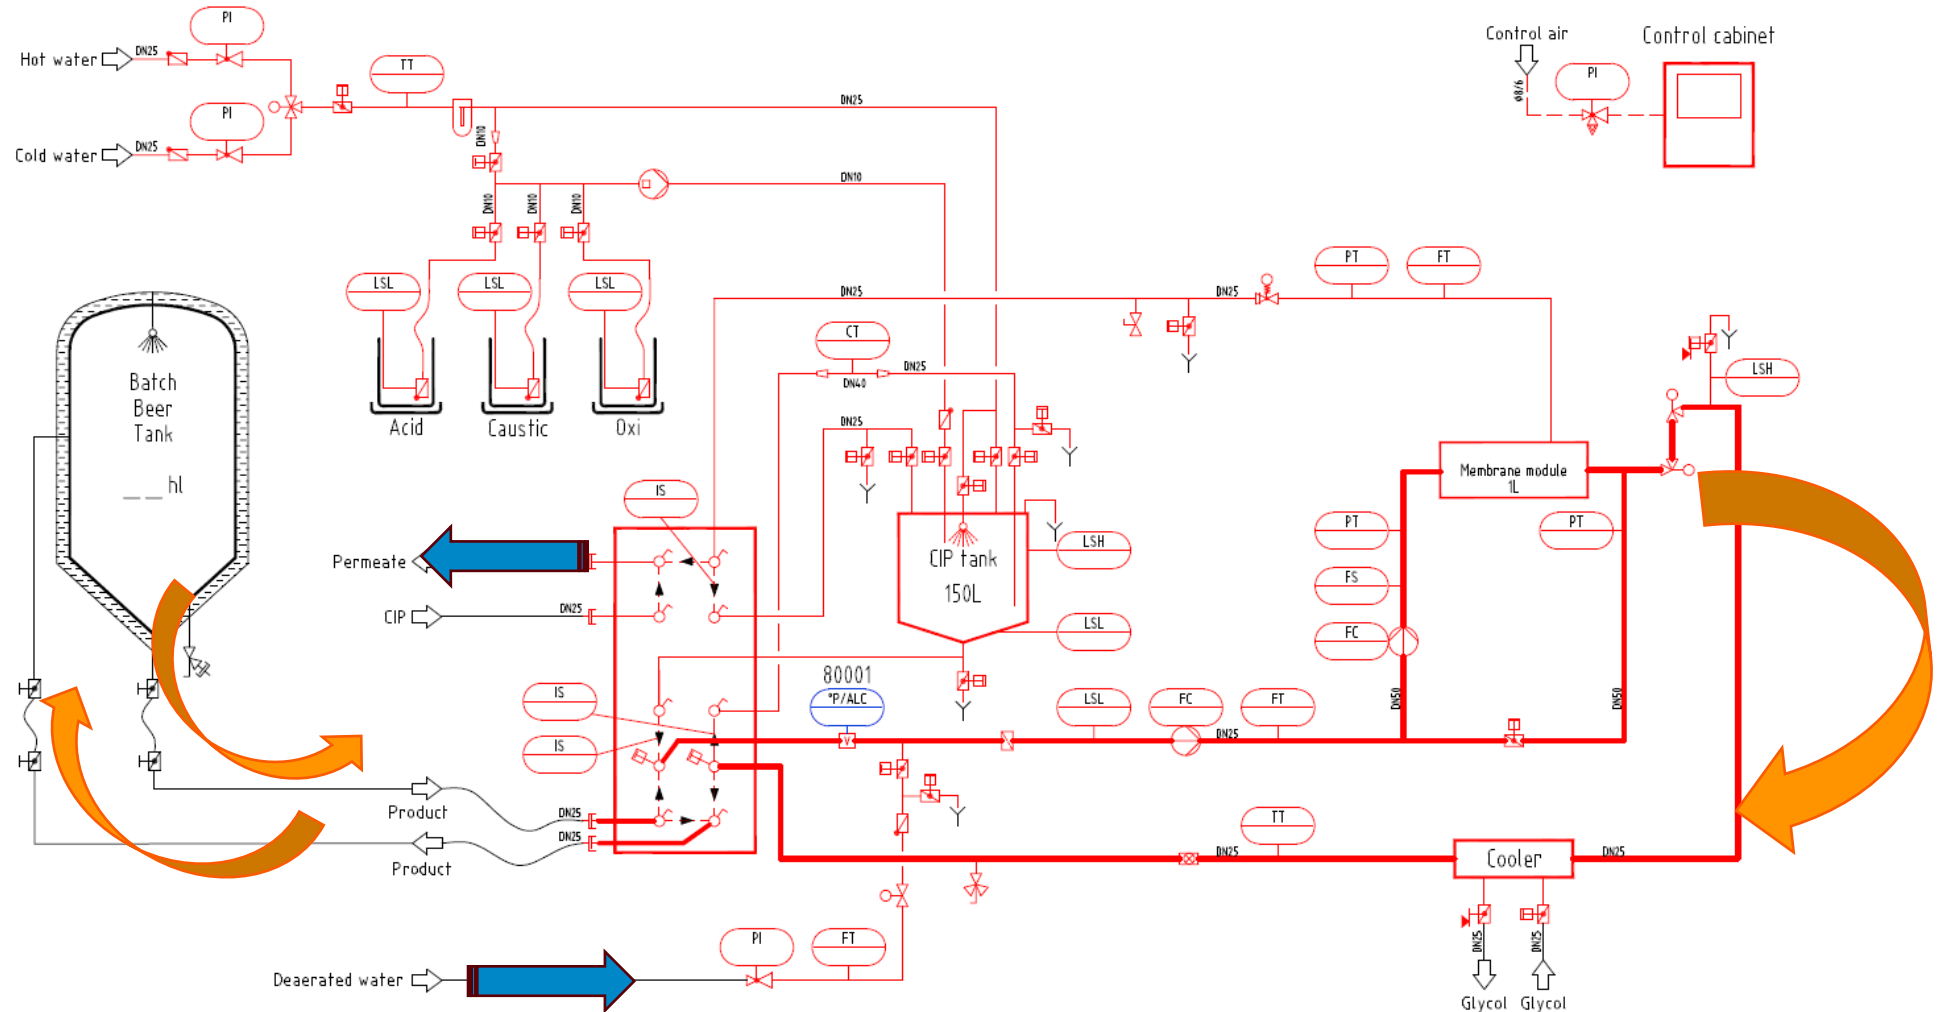 PI
Hot water
DN25
TT
PI
Cold water
DN25
DN25
DN10
DN10
DN10
DN10
DN10
Control air
Control cabinet
PI
ø8/6
LSL
LSL
LSL
Acid
Caustic
Oxi
DN25
DN25
PT
FT
CT
DN25
DN40
DN25
LSH
Batch
Beer
Tank
__ hl
IS
Membrane module
1L
PT
PT
FS
FC
Permeate
CIP
DN25
CIP tank
150L
LSH
LSL
IS
IS
80001
°P/ALC
LSL
FC
FT
DN25
DN50
DN50
Product
DN25
DN25
Product
TT
DN25
Cooler
DN25
PI
FT
Deaerated water
DN25
DN25
Glycol
Glycol